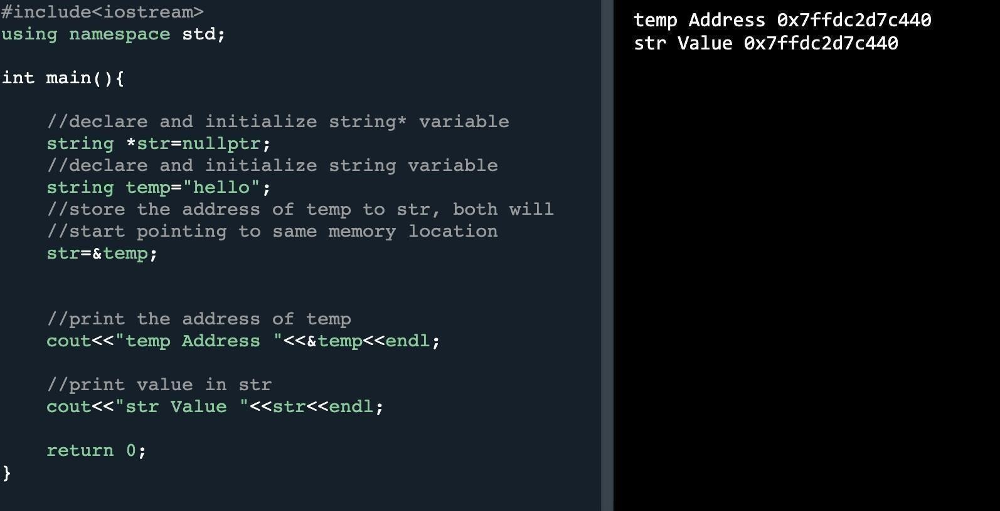 #include<iostream>
using namespace std;
int main(){
//declare and initialize string* variable
string *str=nullptr;
//declare and initialize string variable
string temp="hello";
//store the address of temp to str, both will
//start pointing to same memory location
str=&temp;
//print the address of temp
cout<<"temp Address "<<&temp<<endl;
//print value in str
cout<<"str Value "<<str<<endl;
return 0;
}
temp Address 0x7ffdc2d7c440
str Value 0x7ffdc2d7c440